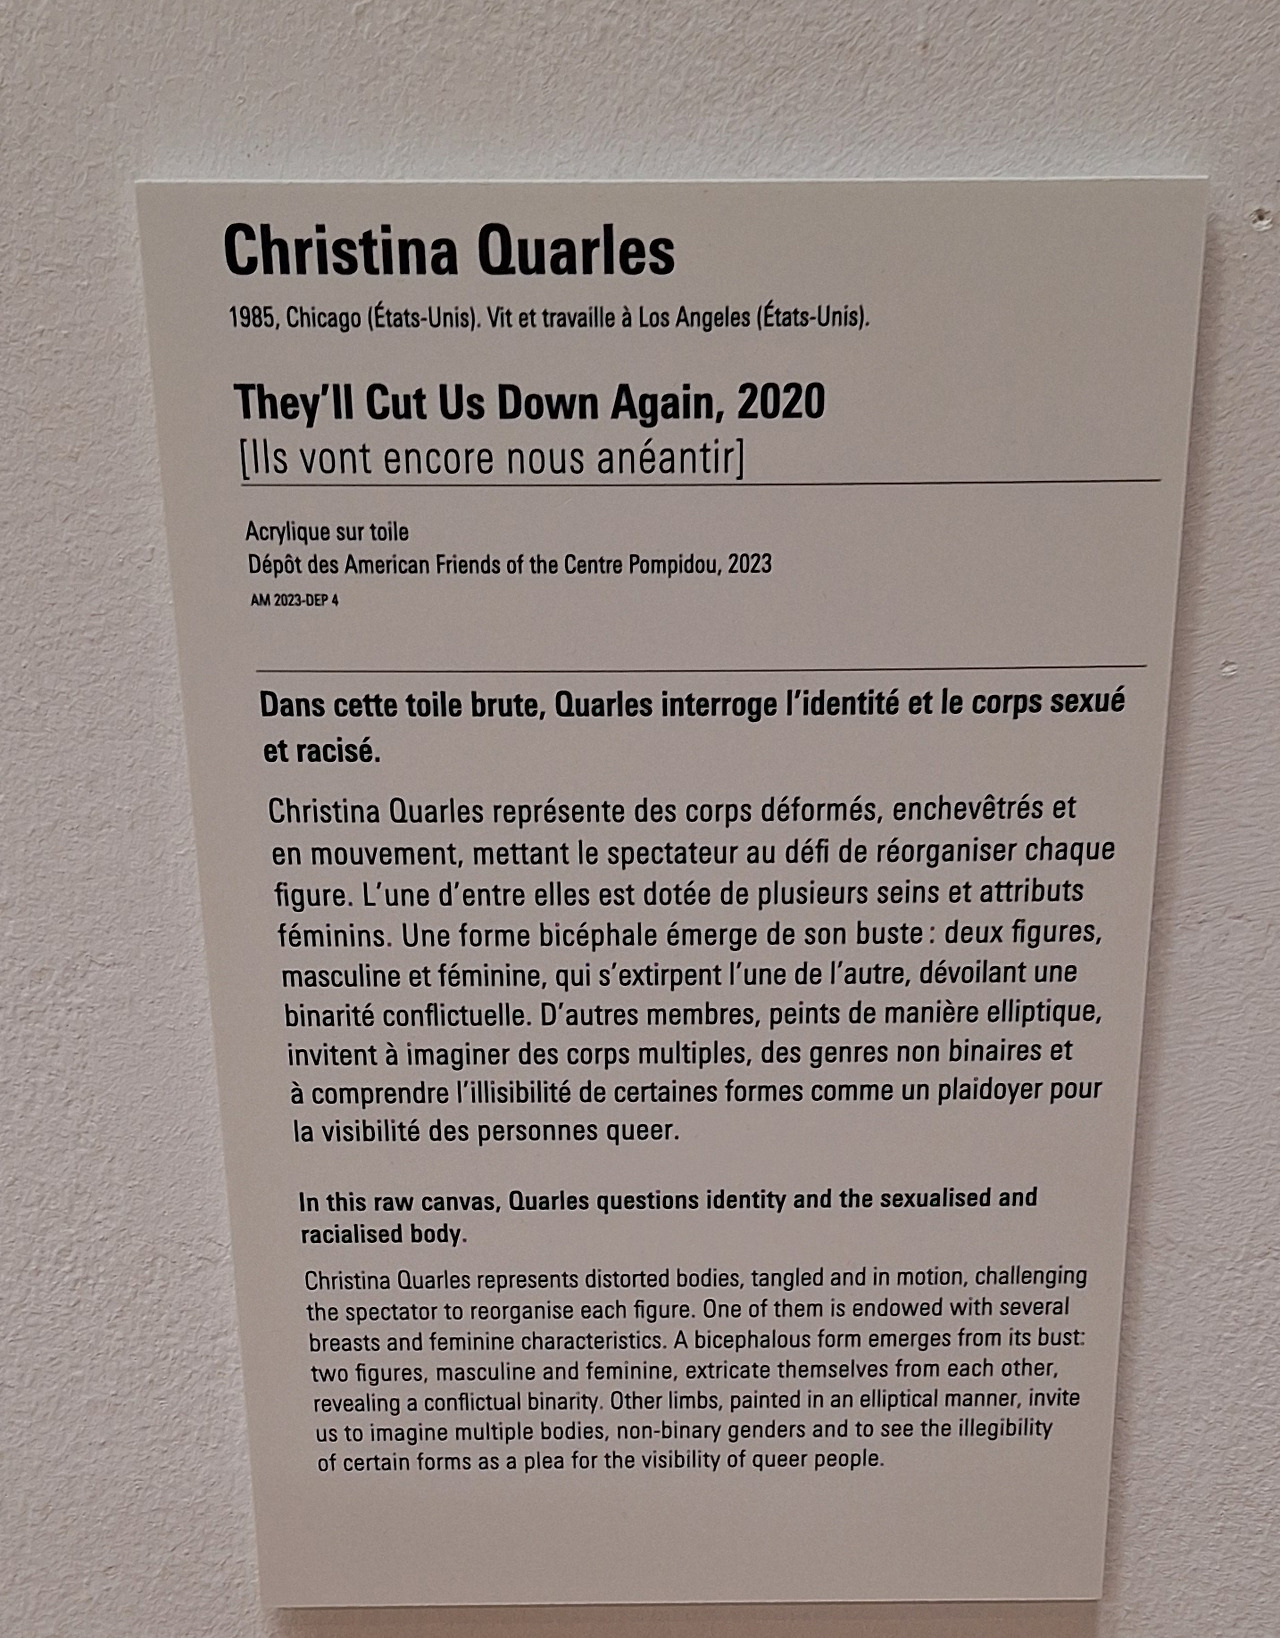 Christina Quarles
1985, Chicago (États-Unis). Vit et travaille à Los Angeles (États-Unis).
They'll Cut Us Down Again, 2020
[Ils vont encore nous anéantir]
Acrylique sur toile
Dépôt des American Friends of the Centre Pompidou, 2023
AM 2023-DEP 4
Dans cette toile brute, Quarles interroge l'identité et le corps sexué
et racisé.
Christina Quarles représente des corps déformés, enchevêtrés et
en mouvement, mettant le spectateur au défi de réorganiser chaque
figure. L'une d'entre elles est dotée de plusieurs seins et attributs
féminins. Une forme bicéphale émerge de son buste : deux figures,
masculine et féminine, qui s'extirpent l'une de l'autre, dévoilant une
binarité conflictuelle. D'autres membres, peints de manière elliptique,
invitent à imaginer des corps multiples, des genres non binaires et
à comprendre l'illisibilité de certaines formes comme un plaidoyer pour
la visibilité des personnes queer.
In this raw canvas, Quarles questions identity and the sexualised and
racialised body.
Christina Quarles represents distorted bodies, tangled and in motion, challenging
the spectator to reorganise each figure. One of them is endowed with several
breasts and feminine characteristics. A bicephalous form emerges from its bust:
two figures, masculine and feminine, extricate themselves from each other,
revealing a conflictual binarity. Other limbs, painted in an elliptical manner, invite
us to imagine multiple bodies, non-binary genders and to see the illegibility
of certain forms as a plea for the visibility of queer people.